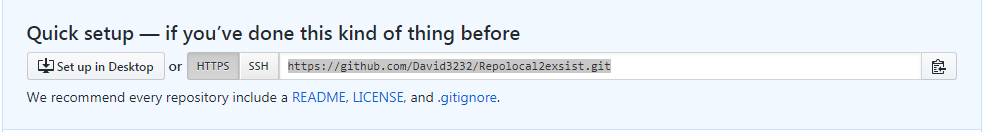 Quick setup — if you've done this kind of thing before
Set up in Desktop or HTTPS SSH https://github.com/David3232/Repolocal2exsist.git
We recommend every repository include a README, LICENSE, and .gitignore.